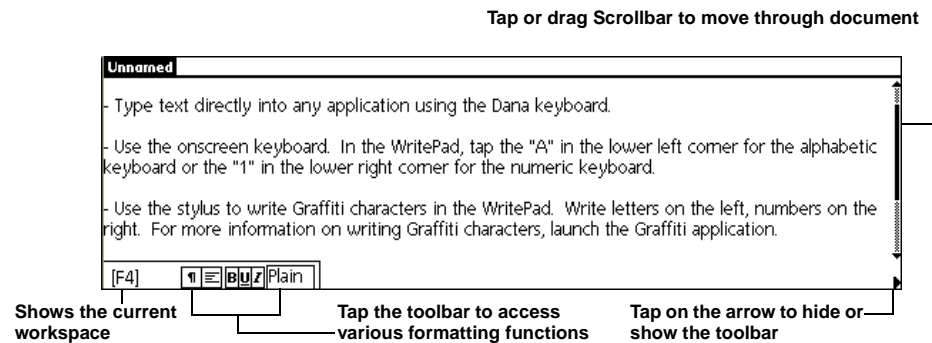 Tap or drag Scrollbar to move through document
Unnamed
- Type text directly into any application using the Dana keyboard.
- Use the onscreen keyboard.  In the WritePad, tap the "A" in the lower left corner for the alphabetic
keyboard or the "1" in the lower right corner for the numeric keyboard.
- Use the stylus to write Graffiti characters in the WritePad.  Write letters on the left, numbers on the
right.  For more information on writing Graffiti characters, launch the Graffiti application.
[F4] ¶ B U I Plain
Shows the current
workspace
Tap the toolbar to access
various formatting functions
Tap on the arrow to hide or
show the toolbar